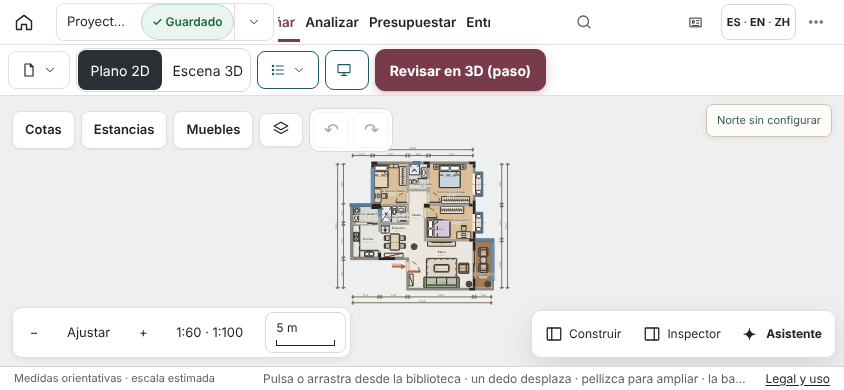 Proyect... ✓ Guardado ñar Analizar Presupuestar Entr ES · EN · ZH
Plano 2D Escena 3D Revisar en 3D (paso)
Norte sin configurar
Cotas Estancias Muebles
− Ajustar + 1:60 · 1:100 5 m
Construir Inspector Asistente
Medidas orientativas · escala estimada Pulsa o arrastra desde la biblioteca · un dedo desplaza · pellizca para ampliar · la ba... Legal y uso